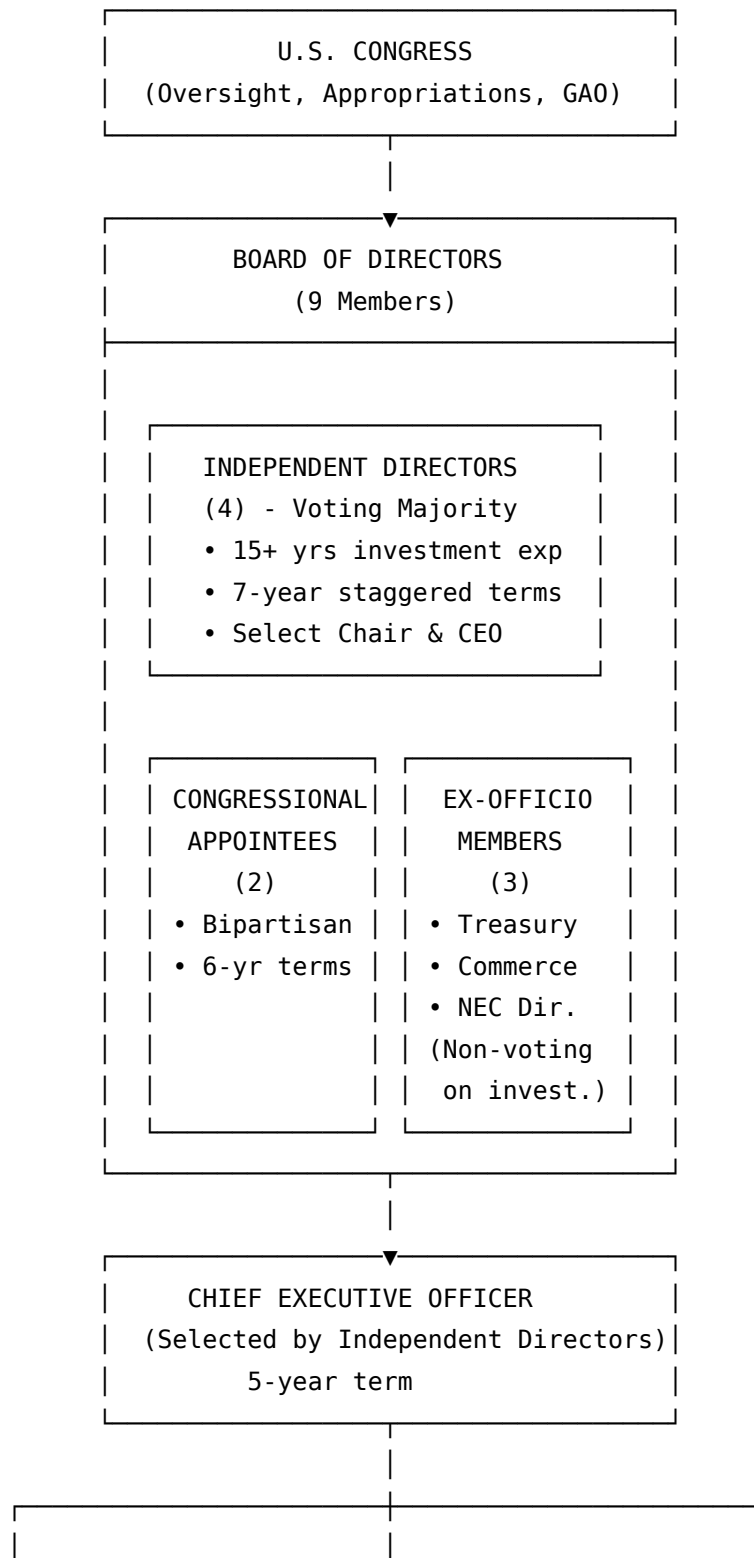 U.S. CONGRESS
(Oversight, Appropriations, GAO)
BOARD OF DIRECTORS
(9 Members)
INDEPENDENT DIRECTORS
(4) - Voting Majority
• 15+ yrs investment exp
• 7-year staggered terms
• Select Chair & CEO
CONGRESSIONAL
APPOINTEES
(2)
• Bipartisan
• 6-yr terms
EX-OFFICIO
MEMBERS
(3)
• Treasury
• Commerce
• NEC Dir.
(Non-voting
on invest.)
CHIEF EXECUTIVE OFFICER
(Selected by Independent Directors)
5-year term